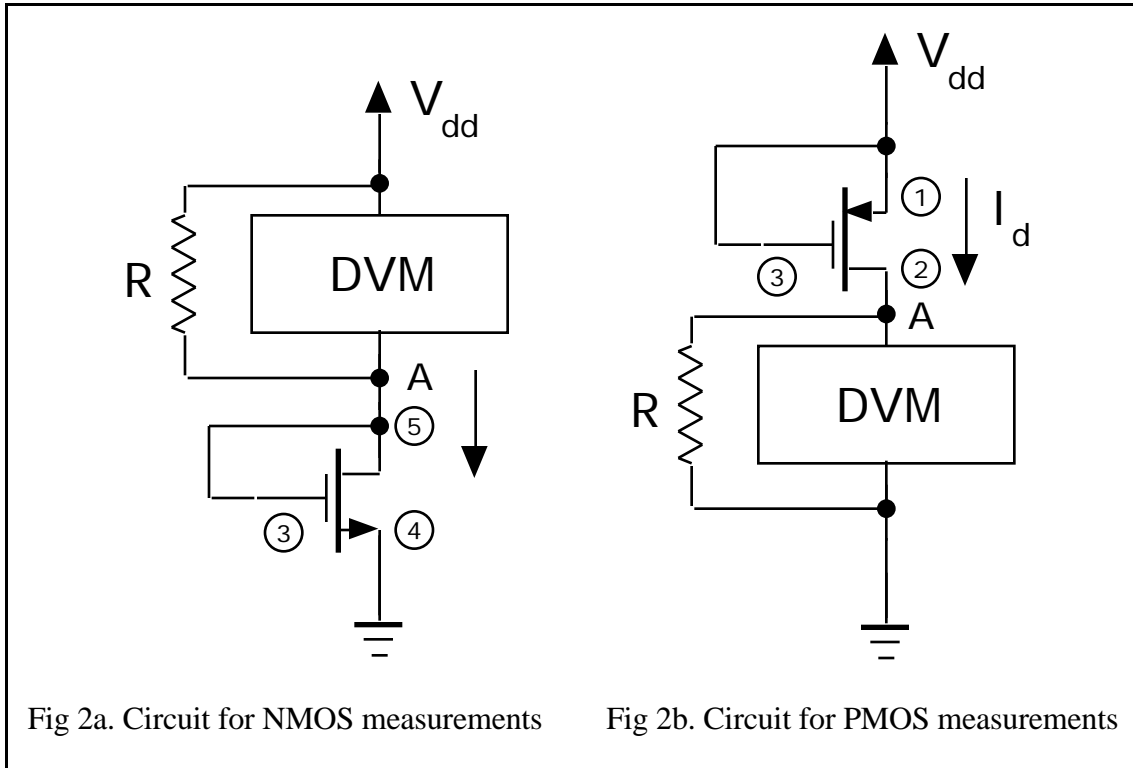 V
dd
R
DVM
A
5
3
4
Fig 2a. Circuit for NMOS measurements
V
dd
1
I
d
3
2
A
R
DVM
Fig 2b. Circuit for PMOS measurements